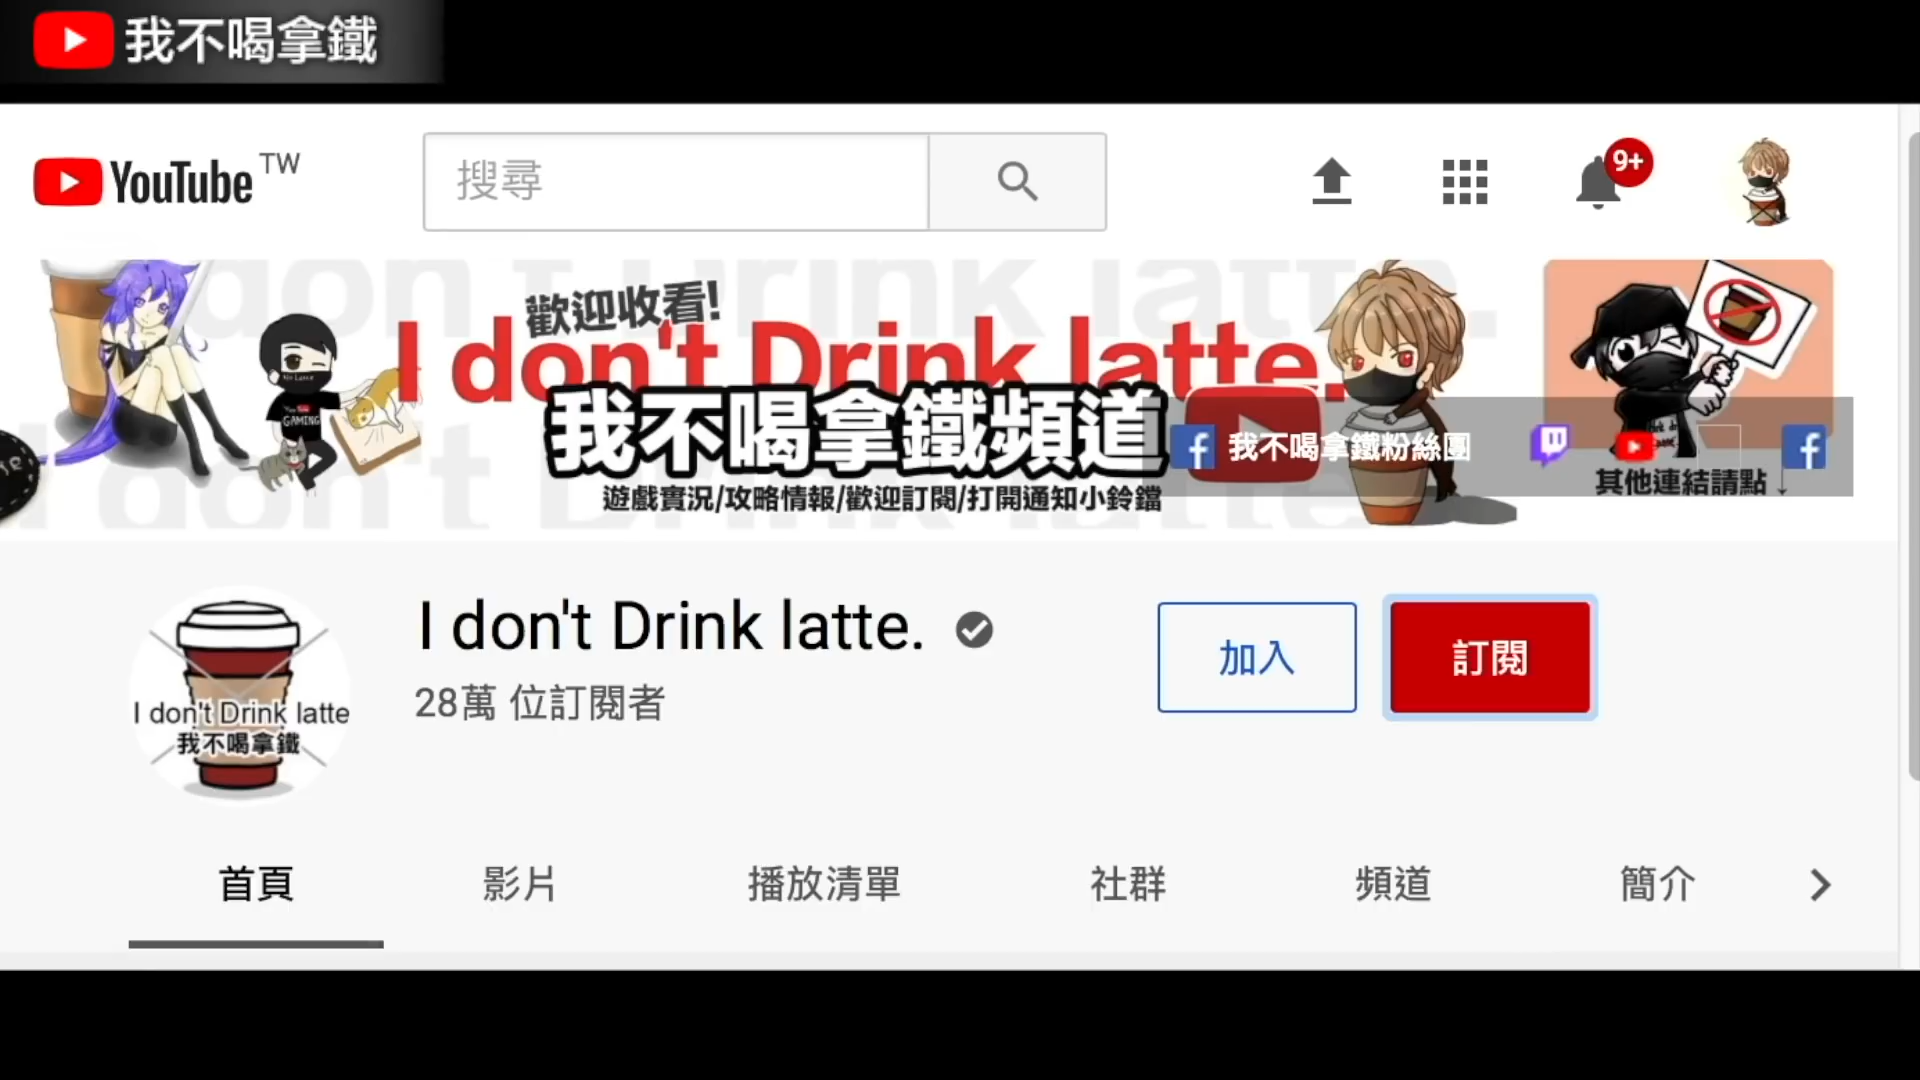 我不喝拿鐵
YouTube TW
搜尋
9+
歡迎收看!
I don't Drink latte.
我不喝拿鐵頻道
遊戲實況/攻略情報/歡迎訂閱/打開通知小鈴鐺
GAMING
我不喝拿鐵粉絲團
其他連結請點↓
I don't Drink latte. 
28萬 位訂閱者
加入
訂閱
I don't Drink latte
我不喝拿鐵
首頁
影片
播放清單
社群
頻道
簡介